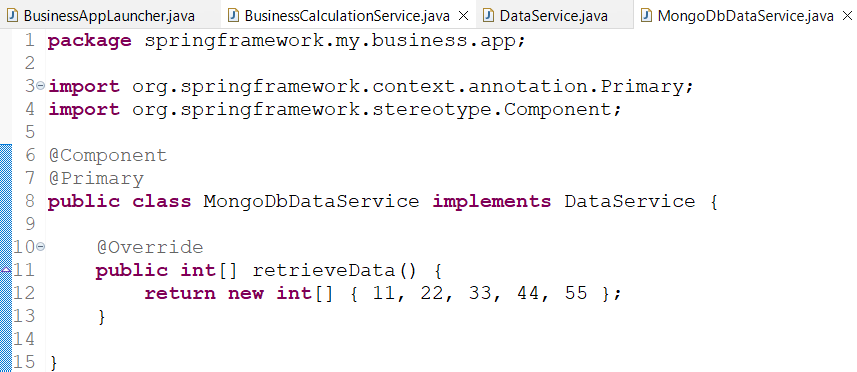 BusinessAppLauncher.java BusinessCalculationService.java DataService.java MongoDbDataService.java
1 package springframework.my.business.app;
2
3 import org.springframework.context.annotation.Primary;
4 import org.springframework.stereotype.Component;
5
6 @Component
7 @Primary
8 public class MongoDbDataService implements DataService {
9
10 @Override
11 public int[] retrieveData() {
12 return new int[] { 11, 22, 33, 44, 55 };
13 }
14
15 }